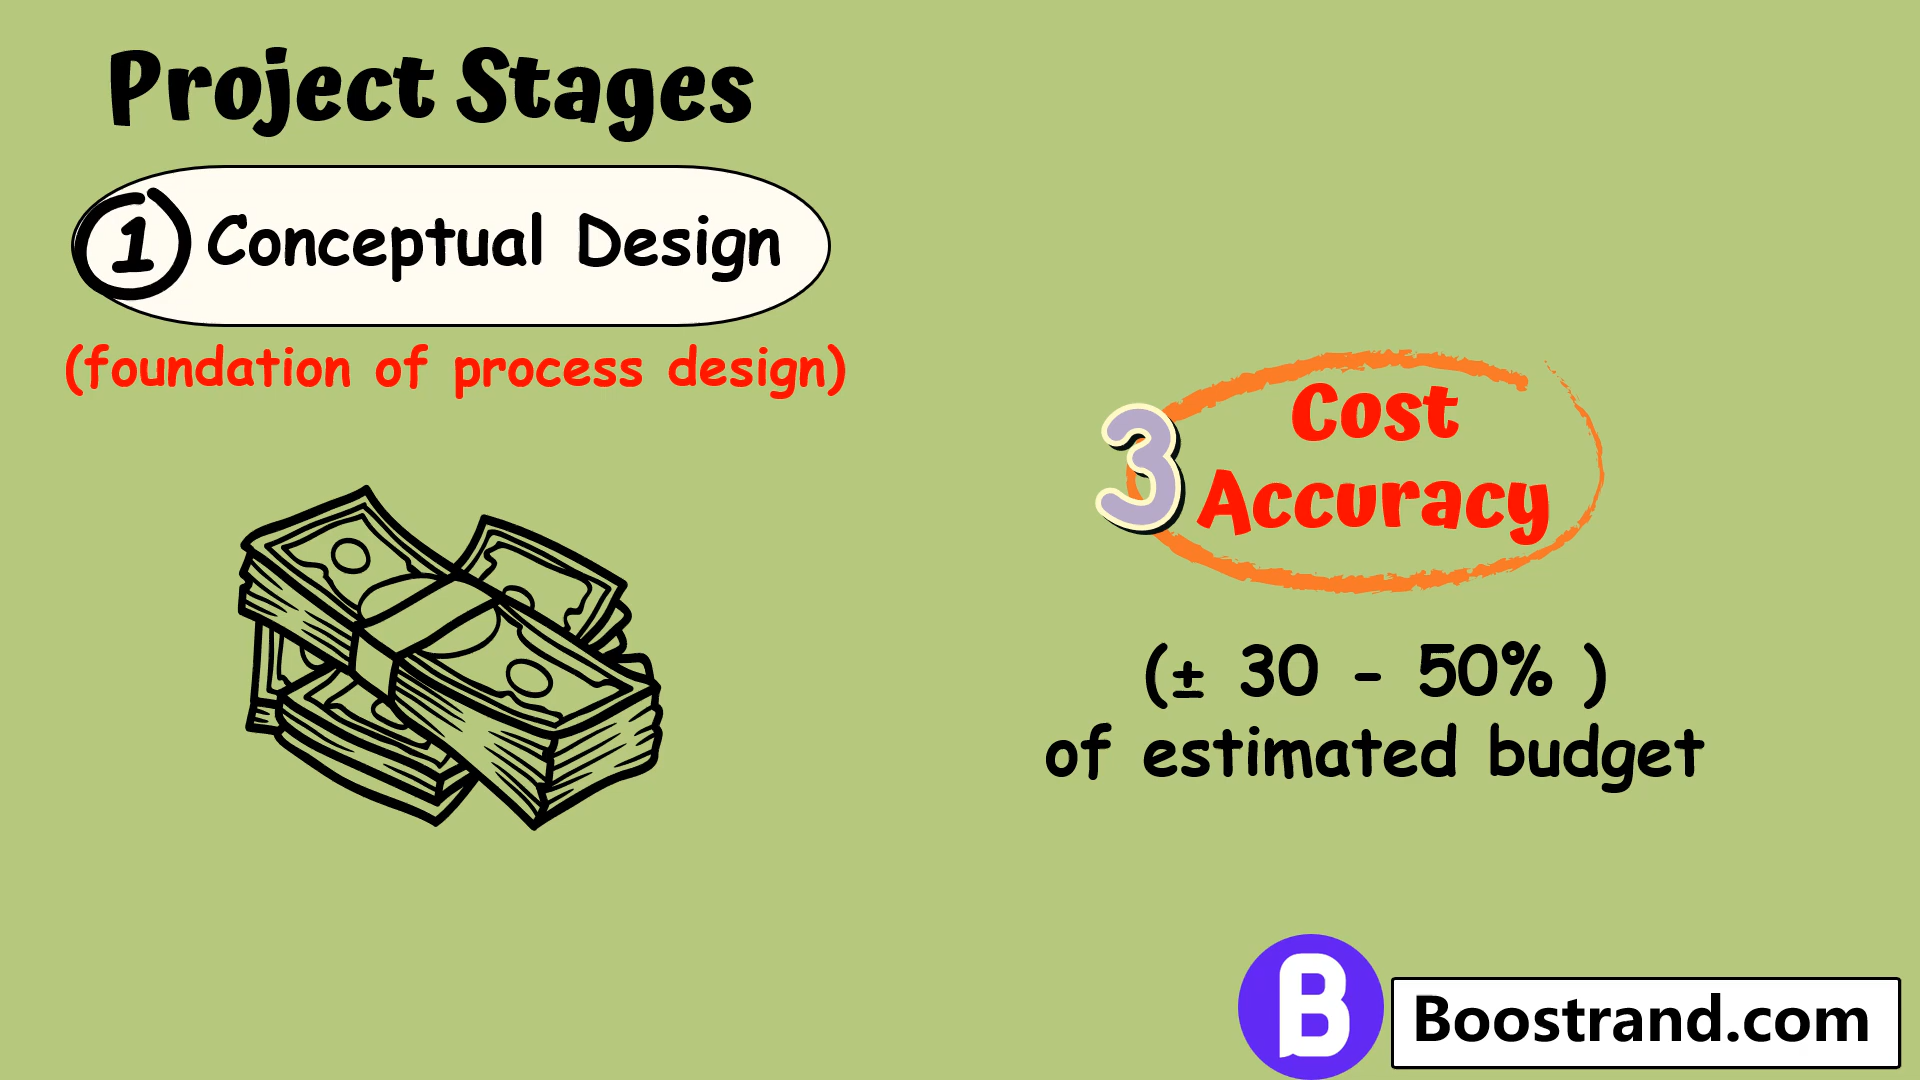 Project Stages
1 Conceptual Design
(foundation of process design)
3 Cost
Accuracy
(± 30 - 50% )
of estimated budget
B Boostrand.com